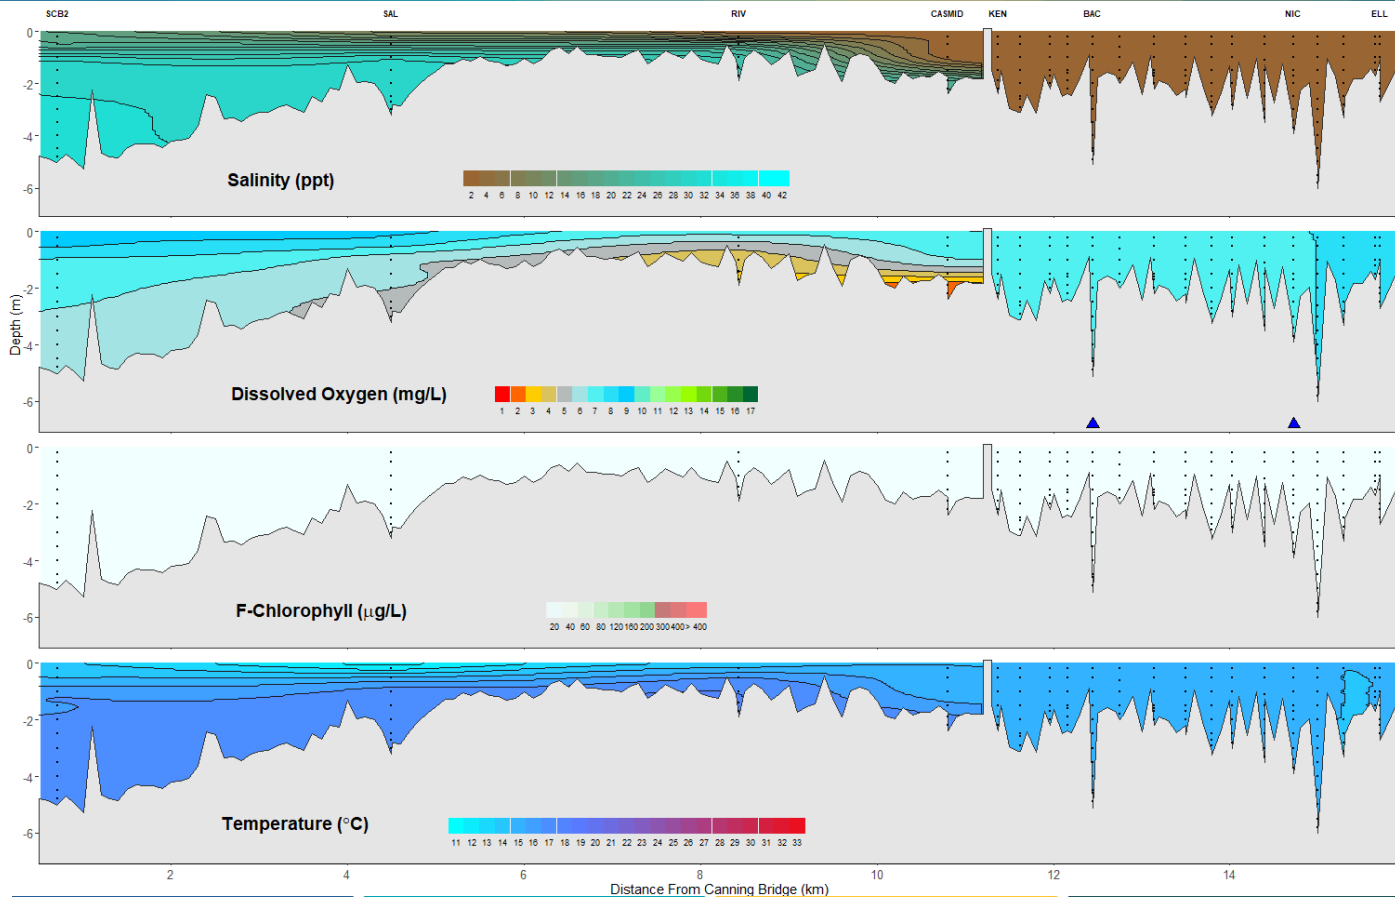 SCB2 SAL RIV CASMID KEN BAC NIC ELL
0
-2
-4
-6
Salinity (ppt)
2 4 6 8 10 12 14 16 18 20 22 24 26 28 30 32 34 36 38 40 42
0
-2
-4
-6
Dissolved Oxygen (mg/L)
1 2 3 4 5 6 7 8 9 10 11 12 13 14 15 16 17
Depth (m)
0
-2
-4
-6
F-Chlorophyll (μg/L)
20 40 60 80 120 160 200 300 400 > 400
0
-2
-4
-6
Temperature (°C)
11 12 13 14 15 16 17 18 19 20 21 22 23 24 25 26 27 28 29 30 31 32 33
2 4 6 8 10 12 14
Distance From Canning Bridge (km)